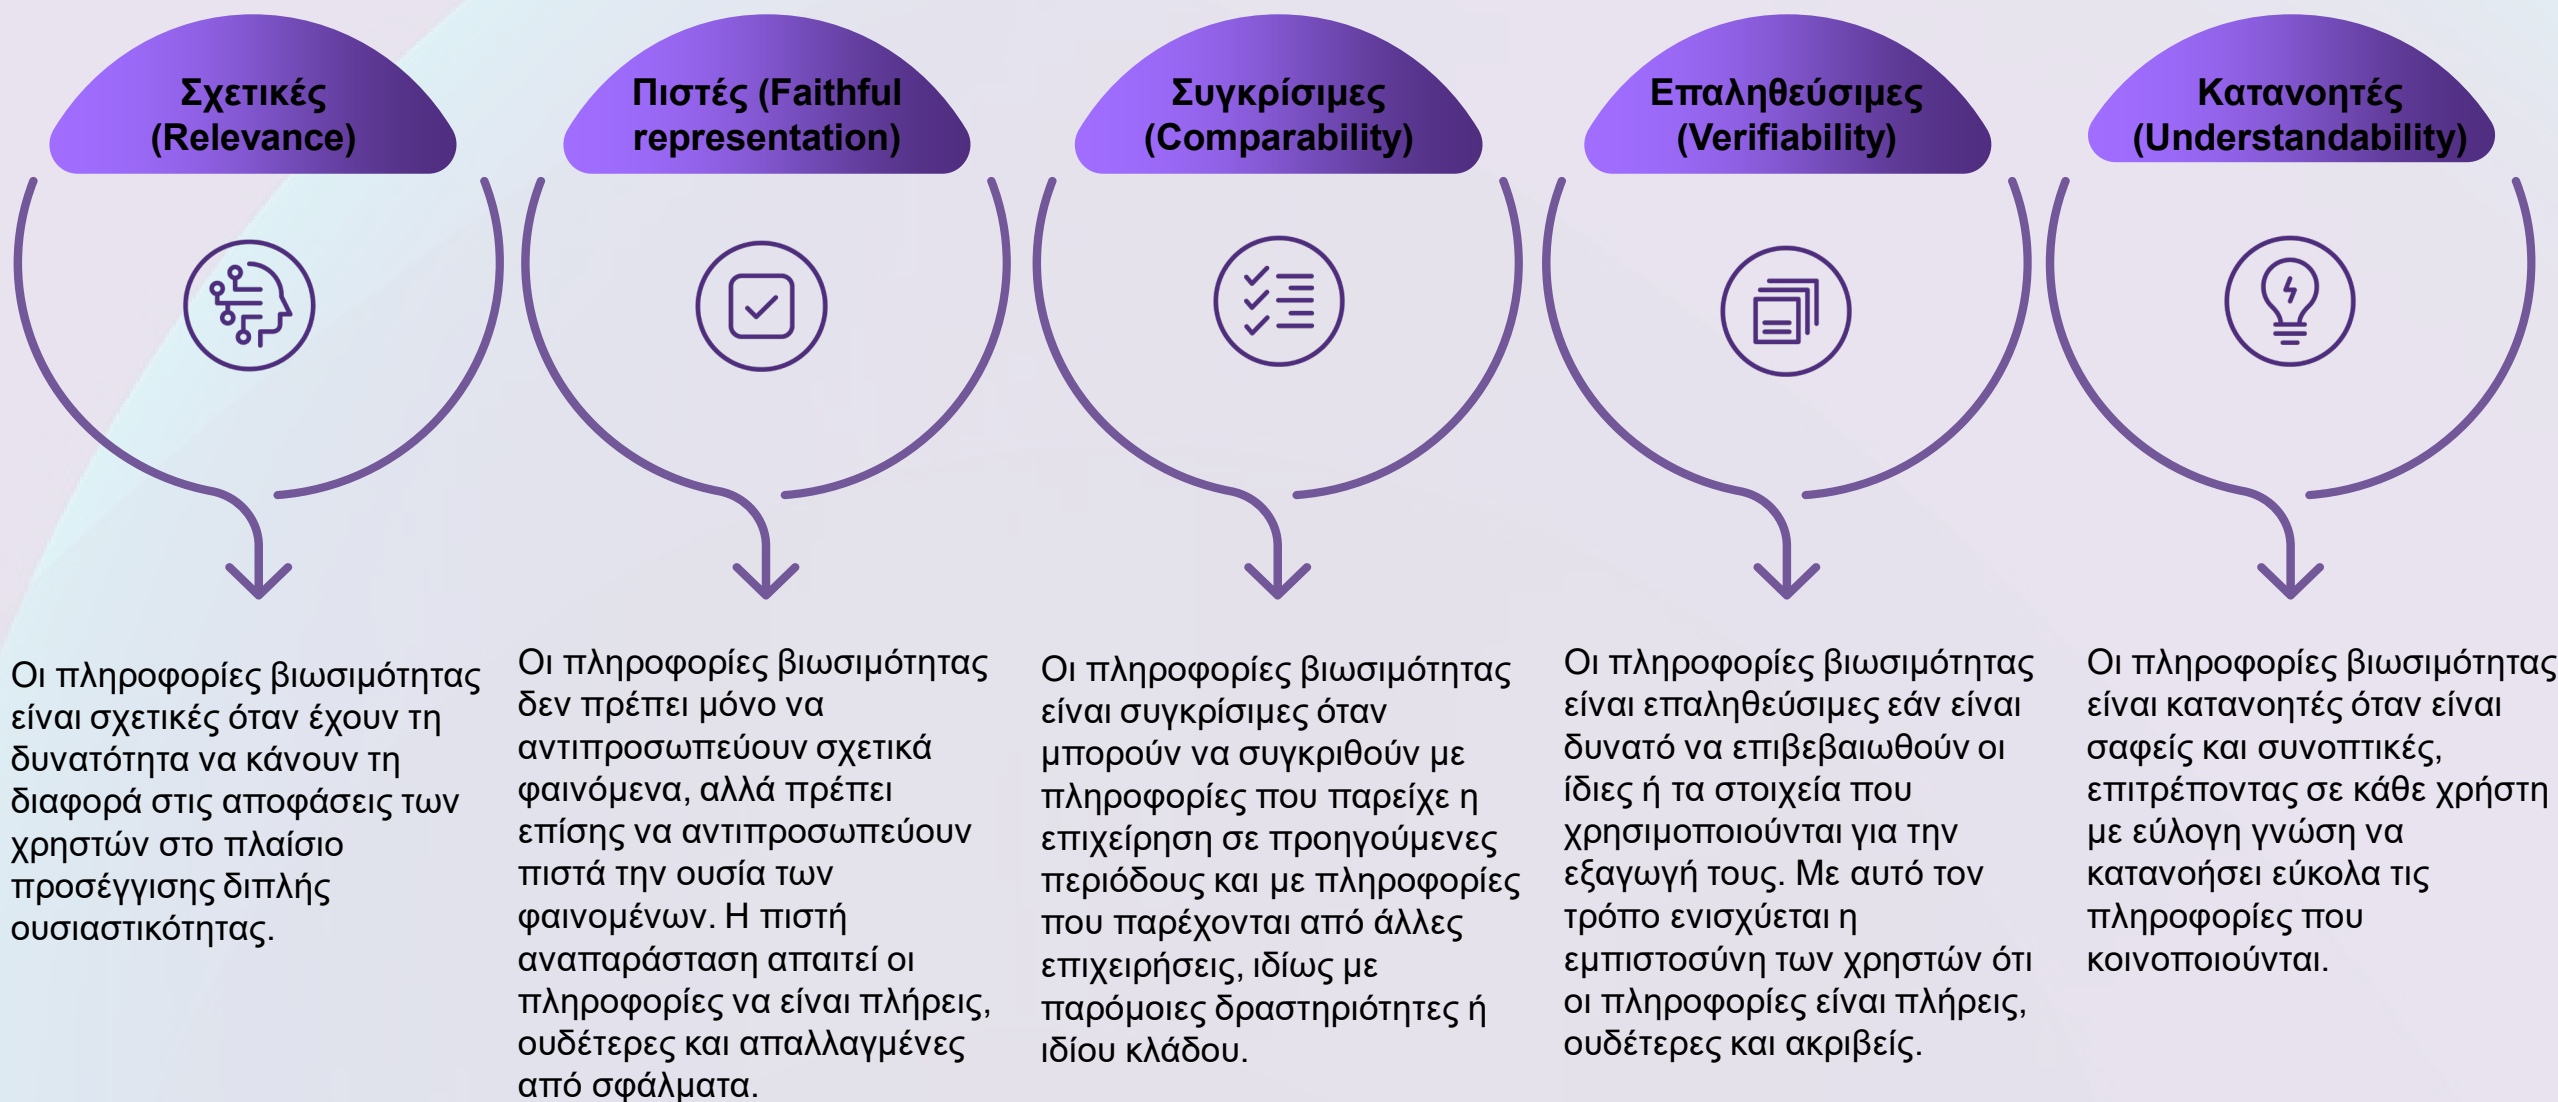 Σχετικές
(Relevance)
Οι πληροφορίες βιωσιμότητας
είναι σχετικές όταν έχουν τη
δυνατότητα να κάνουν τη
διαφορά στις αποφάσεις των
χρηστών στο πλαίσιο
προσέγγισης διπλής
ουσιαστικότητας.
Πιστές (Faithful
representation)
Οι πληροφορίες βιωσιμότητας
δεν πρέπει μόνο να
αντιπροσωπεύουν σχετικά
φαινόμενα, αλλά πρέπει
επίσης να αντιπροσωπεύουν
πιστά την ουσία των
φαινομένων. Η πιστή
αναπαράσταση απαιτεί οι
πληροφορίες να είναι πλήρεις,
ουδέτερες και απαλλαγμένες
από σφάλματα.
Συγκρίσιμες
(Comparability)
Οι πληροφορίες βιωσιμότητας
είναι συγκρίσιμες όταν
μπορούν να συγκριθούν με
πληροφορίες που παρείχε η
επιχείρηση σε προηγούμενες
περιόδους και με πληροφορίες
που παρέχονται από άλλες
επιχειρήσεις, ιδίως με
παρόμοιες δραστηριότητες ή
ιδίου κλάδου.
Επαληθεύσιμες
(Verifiability)
Οι πληροφορίες βιωσιμότητας
είναι επαληθεύσιμες εάν είναι
δυνατό να επιβεβαιωθούν οι
ίδιες ή τα στοιχεία που
χρησιμοποιούνται για την
εξαγωγή τους. Με αυτό τον
τρόπο ενισχύεται η
εμπιστοσύνη των χρηστών ότι
οι πληροφορίες είναι πλήρεις,
ουδέτερες και ακριβείς.
Κατανοητές
(Understandability)
Οι πληροφορίες βιωσιμότητας
είναι κατανοητές όταν είναι
σαφείς και συνοπτικές,
επιτρέποντας σε κάθε χρήστη
με εύλογη γνώση να
κατανοήσει εύκολα τις
πληροφορίες που
κοινοποιούνται.